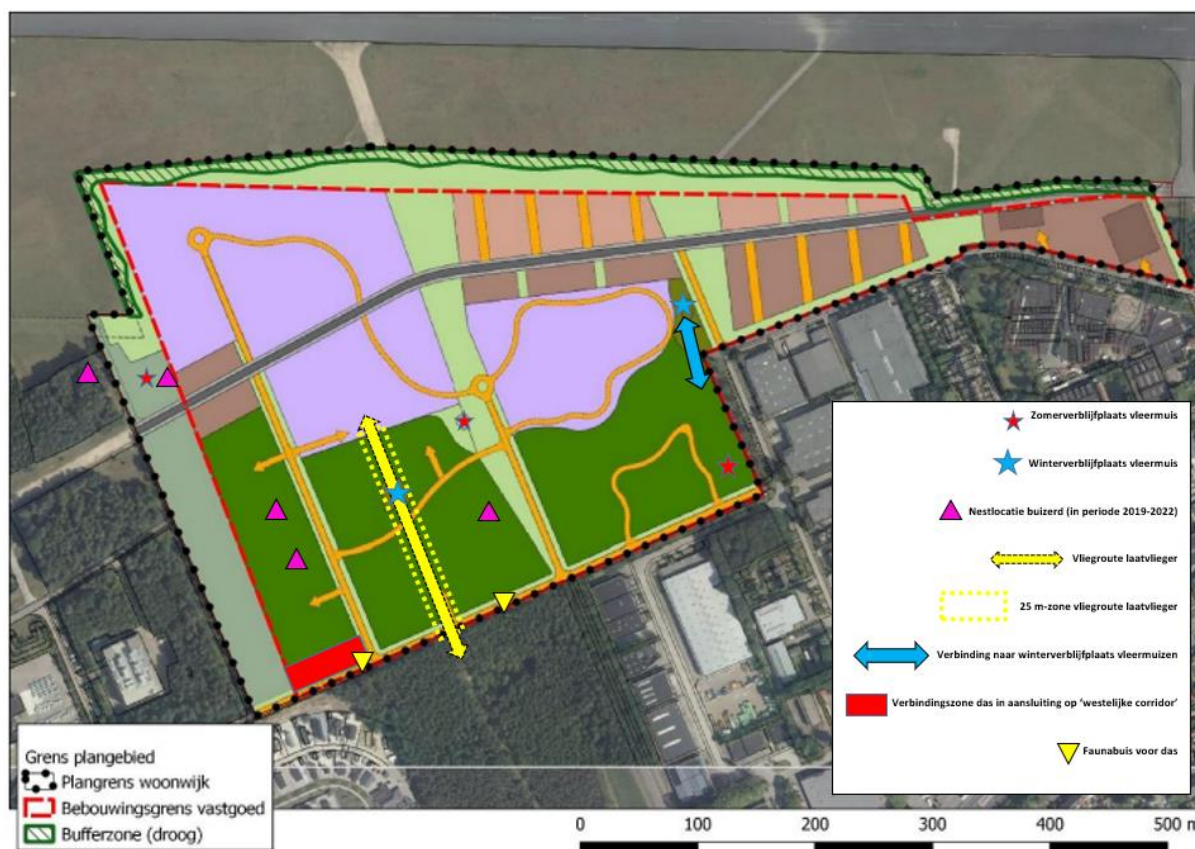 Zomerverblijfplaats vleermuis
Winterverblijfplaats vleermuis
Nestlocatie buizerd (in periode 2019-2022)
Vliegroute laatvlieger
25 m-zone vliegroute laatvlieger
Verbinding naar winterverblijfplaats vleermuizen
Verbindingszone das in aansluiting op ‘westelijke corridor’
Faunabuis voor das
Grens plangebied
Plangrens woonwijk
Bebouwingsgrens vastgoed
Bufferzone (droog)
0 100 200 300 400 500 m